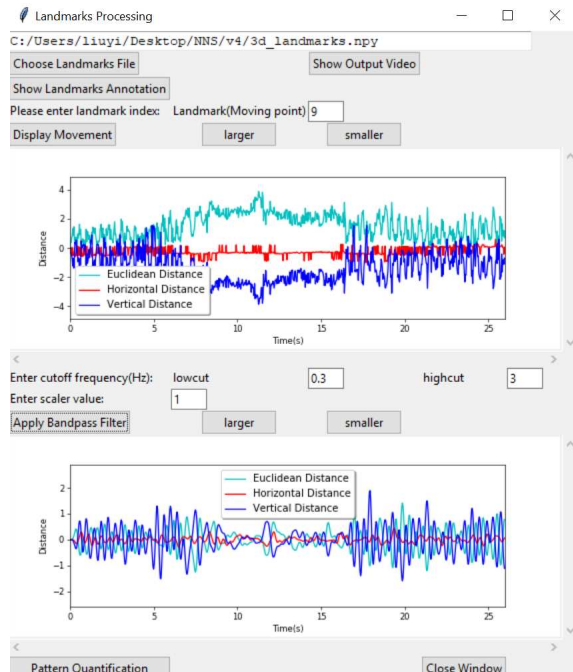 Landmarks Processing
C:/Users/liuyi/Desktop/NNS/v4/3d_landmarks.npy
Choose Landmarks File Show Output Video
Show Landmarks Annotation
Please enter landmark index: Landmark(Moving point) 9
Display Movement larger smaller
4
2
0
−2
−4
Distance
Euclidean Distance
Horizontal Distance
Vertical Distance
0 5 10 15 20 25
Time(s)
Enter cutoff frequency(Hz): lowcut 0.3 highcut 3
Enter scaler value: 1
Apply Bandpass Filter larger smaller
2
1
0
−1
−2
Distance
Euclidean Distance
Horizontal Distance
Vertical Distance
0 5 10 15 20 25
Time(s)
Pattern Quantification Close Window